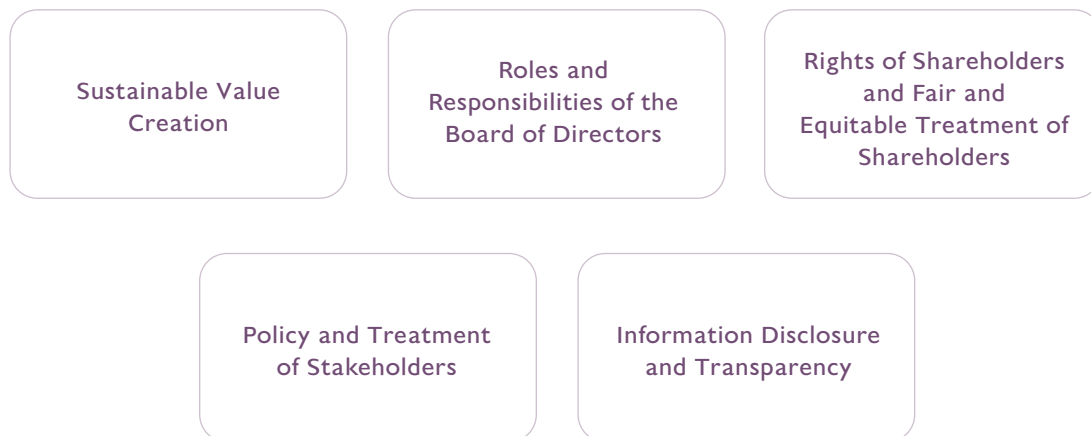 Sustainable Value
Creation
Roles and
Responsibilities of the
Board of Directors
Rights of Shareholders
and Fair and
Equitable Treatment of
Shareholders
Policy and Treatment
of Stakeholders
Information Disclosure
and Transparency